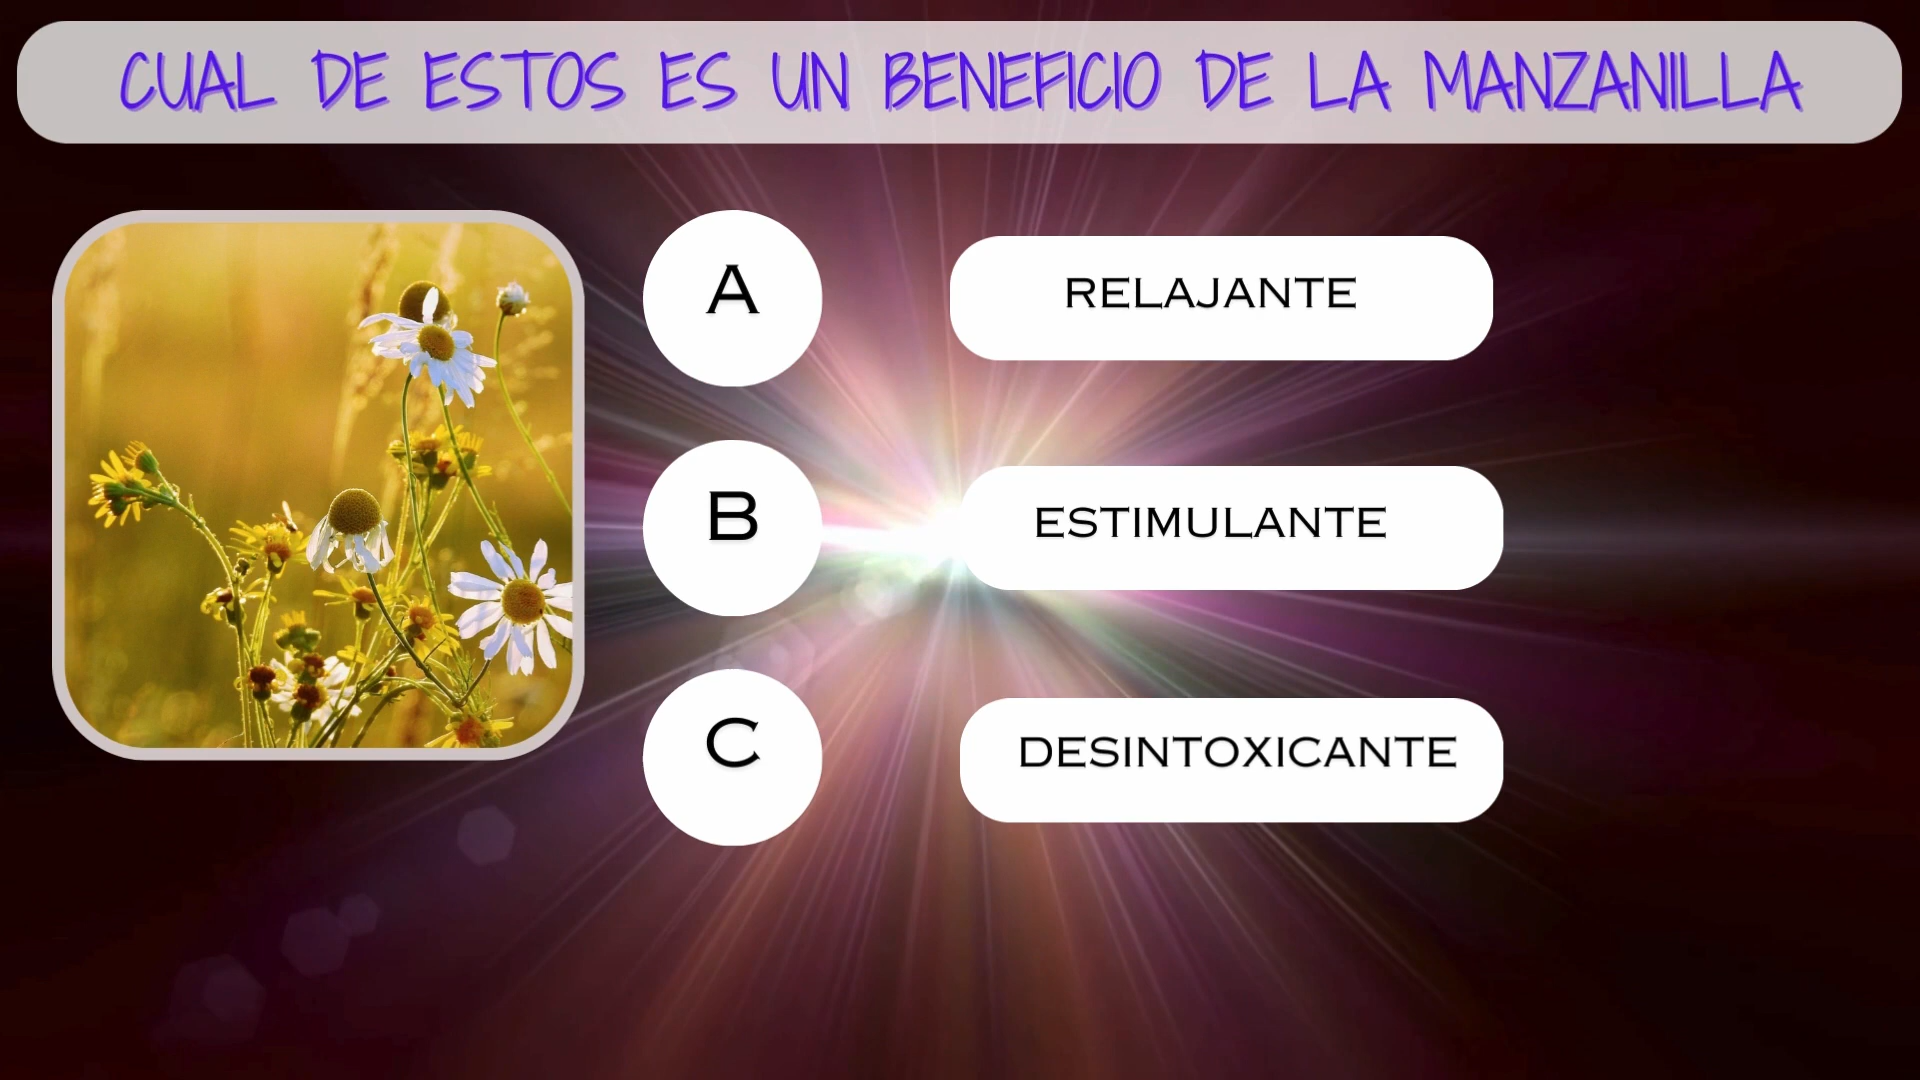 CUAL DE ESTOS ES UN BENEFICIO DE LA MANZANILLA
A RELAJANTE
B ESTIMULANTE
C DESINTOXICANTE